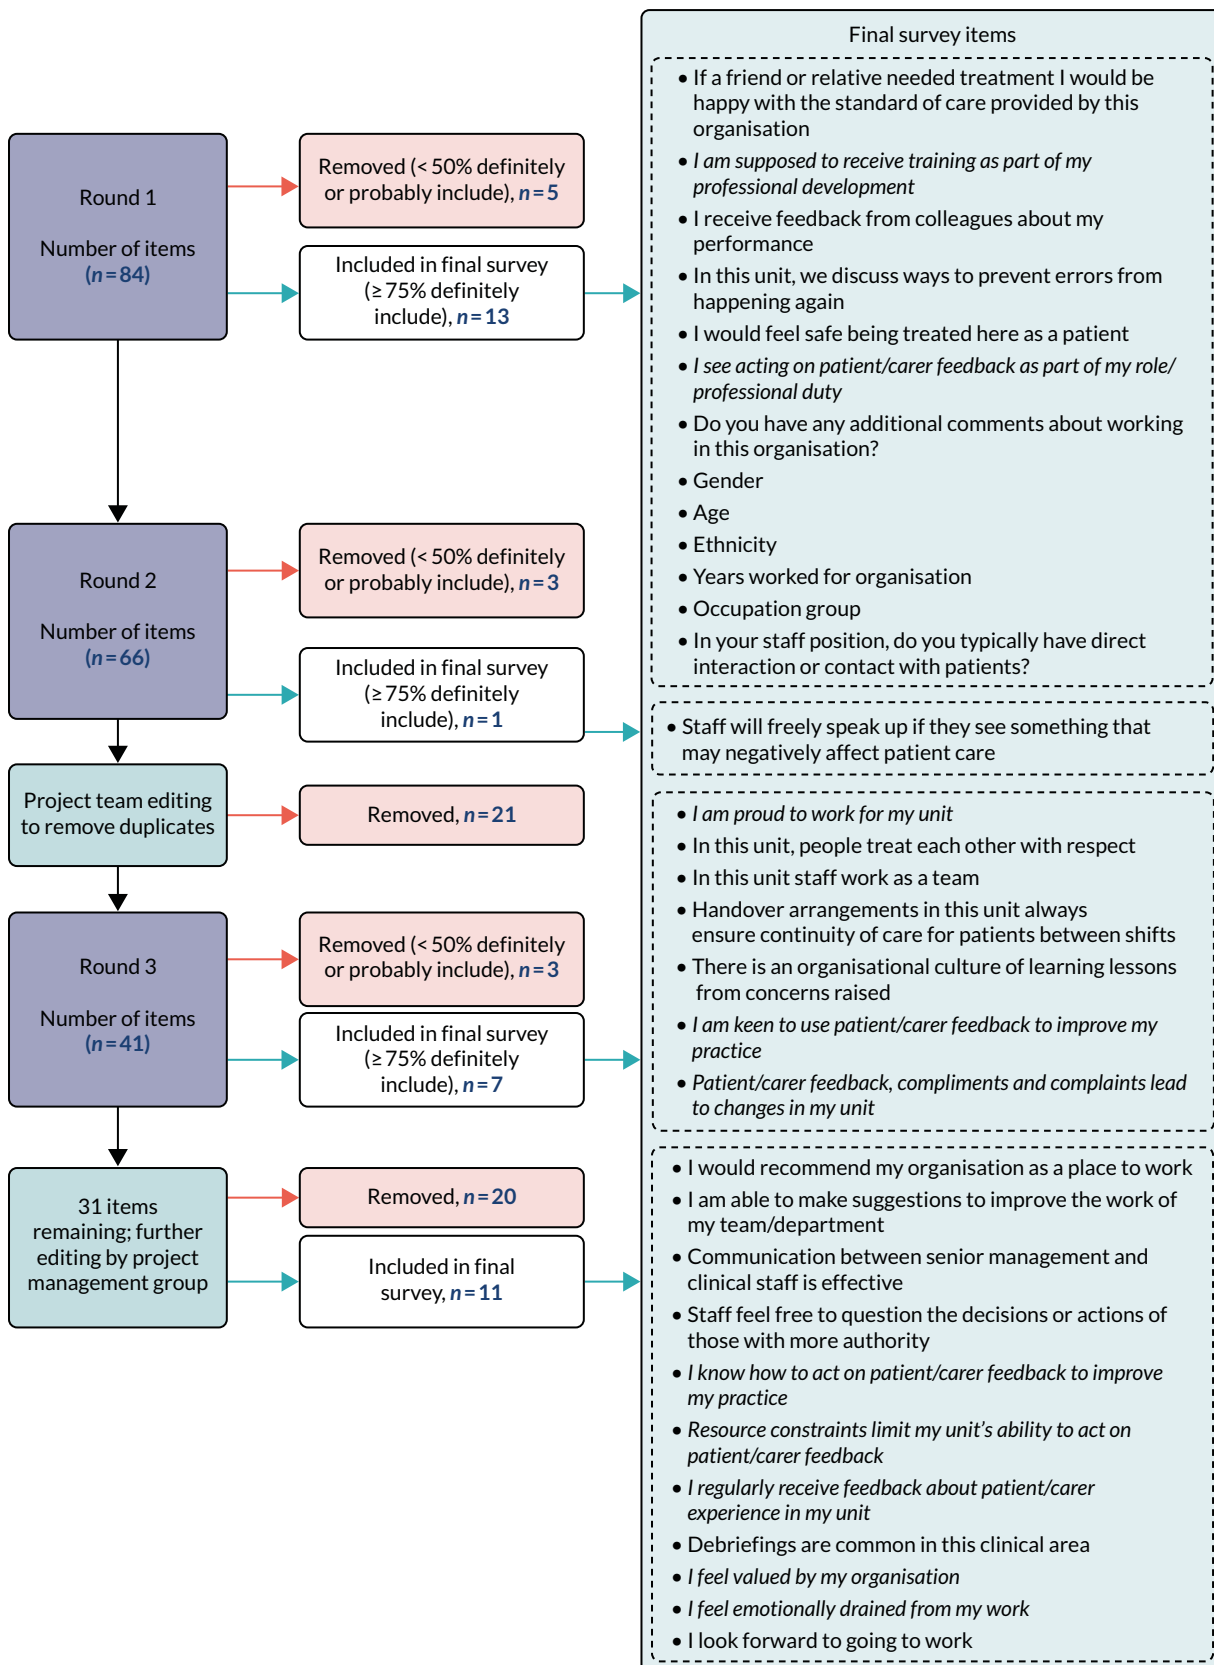 Round 1
Number of items
(n = 84)
Removed (< 50% definitely
or probably include), n = 5
Included in final survey
(≥ 75% definitely
include), n = 13
Round 2
Number of items
(n = 66)
Removed (< 50% definitely
or probably include), n = 3
Included in final survey
(≥ 75% definitely
include), n = 1
Project team editing
to remove duplicates
Removed, n = 21
Round 3
Number of items
(n = 41)
Removed (< 50% definitely
or probably include), n = 3
Included in final survey
(≥ 75% definitely
include), n = 7
31 items
remaining; further
editing by project
management group
Removed, n = 20
Included in final
survey, n = 11
Final survey items
• If a friend or relative needed treatment I would be
happy with the standard of care provided by this
organisation
• I am supposed to receive training as part of my
professional development
• I receive feedback from colleagues about my
performance
• In this unit, we discuss ways to prevent errors from
happening again
• I would feel safe being treated here as a patient
• I see acting on patient/carer feedback as part of my role/
professional duty
• Do you have any additional comments about working
in this organisation?
• Gender
• Age
• Ethnicity
• Years worked for organisation
• Occupation group
• In your staff position, do you typically have direct
interaction or contact with patients?
• Staff will freely speak up if they see something that
may negatively affect patient care
• I am proud to work for my unit
• In this unit, people treat each other with respect
• In this unit staff work as a team
• Handover arrangements in this unit always
ensure continuity of care for patients between shifts
• There is an organisational culture of learning lessons
from concerns raised
• I am keen to use patient/carer feedback to improve my
practice
• Patient/carer feedback, compliments and complaints lead
to changes in my unit
• I would recommend my organisation as a place to work
• I am able to make suggestions to improve the work of
my team/department
• Communication between senior management and
clinical staff is effective
• Staff feel free to question the decisions or actions of
those with more authority
• I know how to act on patient/carer feedback to improve
my practice
• Resource constraints limit my unit's ability to act on
patient/carer feedback
• I regularly receive feedback about patient/carer
experience in my unit
• Debriefings are common in this clinical area
• I feel valued by my organisation
• I feel emotionally drained from my work
• I look forward to going to work